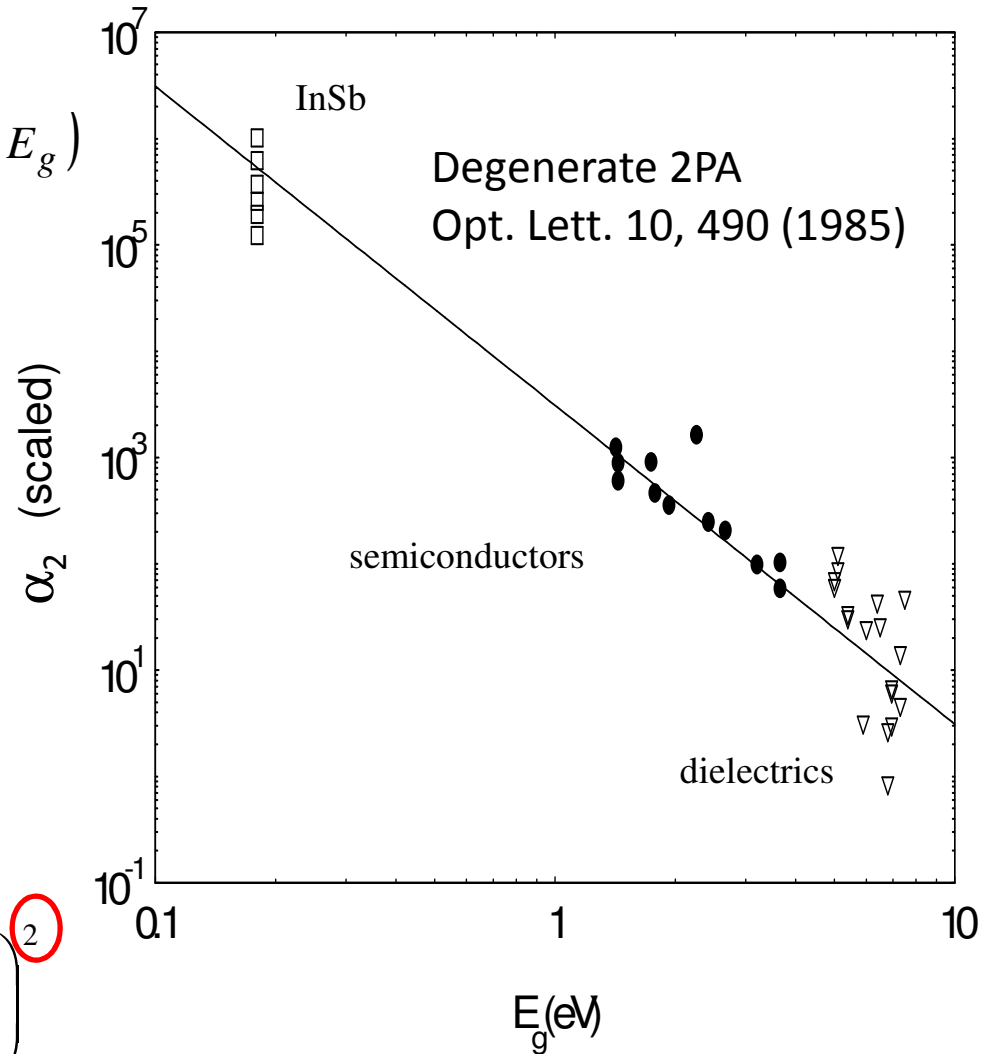 10^7
InSb
E_g )
Degenerate 2PA
Opt. Lett. 10, 490 (1985)
10^5
α_2 (scaled)
10^3
semiconductors
10^1
dielectrics
10^-1
0.1 1 10
2
E_g(eV)